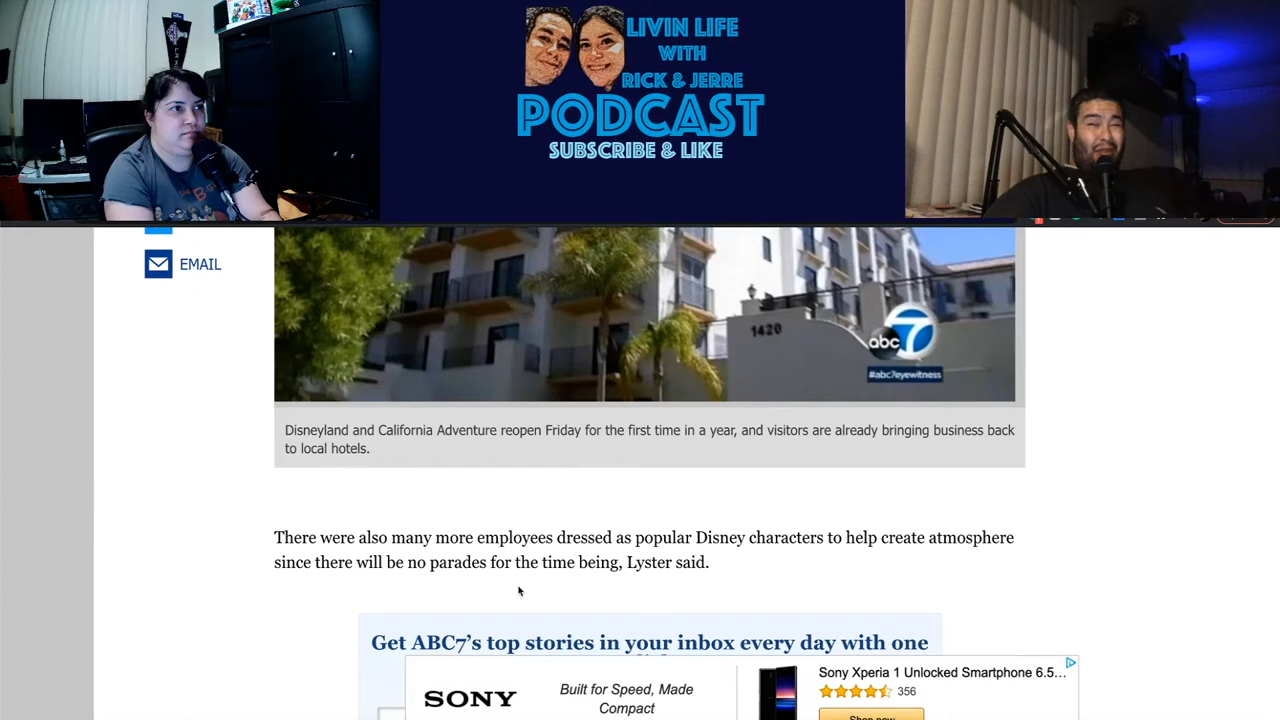 LIVIN LIFE
WITH
RICK & JERRE
PODCAST
SUBSCRIBE & LIKE
EMAIL
1420
abc 7
#abc7eyewitness
Disneyland and California Adventure reopen Friday for the first time in a year, and visitors are already bringing business back
to local hotels.
There were also many more employees dressed as popular Disney characters to help create atmosphere
since there will be no parades for the time being, Lyster said.
Get ABC7's top stories in your inbox every day with one
SONY
Built for Speed, Made
Compact
Sony Xperia 1 Unlocked Smartphone 6.5...
356
Shop now